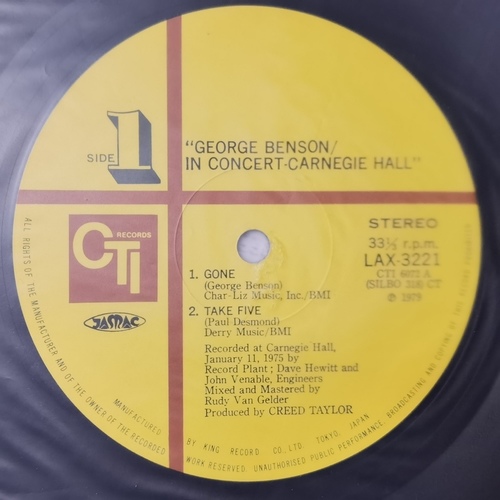 SIDE 1
"GEORGE BENSON/
IN CONCERT-CARNEGIE HALL"
CTI RECORDS
JASRAC
STEREO
33⅓ r.p.m.
LAX-3221
CTI 6072 A
(SILBO 318) CT
℗ 1979
1. GONE
(George Benson)
Char-Liz Music, Inc./BMI
2. TAKE FIVE
(Paul Desmond)
Derry Music/BMI
Recorded at Carnegie Hall,
January 11, 1975 by
Record Plant; Dave Hewitt and
John Venable, Engineers
Mixed and Mastered by
Rudy Van Gelder
Produced by CREED TAYLOR
MANUFACTURED BY KING RECORD CO., LTD. TOKYO, JAPAN
ALL RIGHTS OF THE MANUFACTURER AND OF THE OWNER OF THE RECORDED WORK RESERVED. UNAUTHORISED PUBLIC PERFORMANCE, BROADCASTING AND COPYING OF THIS RECORD